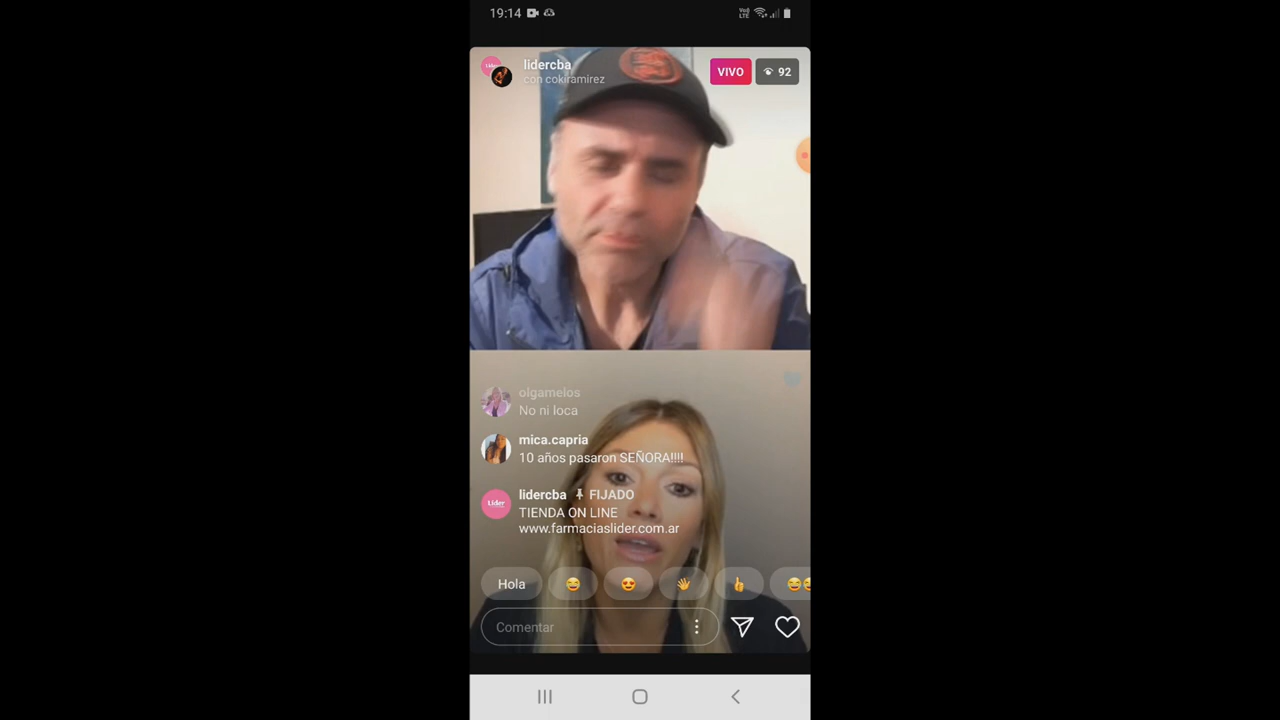 19:14
lidercba
con cokiramirez
VIVO
92
olgamelos
No ni loca
mica.capria
10 años pasaron SEÑORA!!!!
lidercba FIJADO
Líder
TIENDA ON LINE
www.farmaciaslider.com.ar
Hola
Comentar